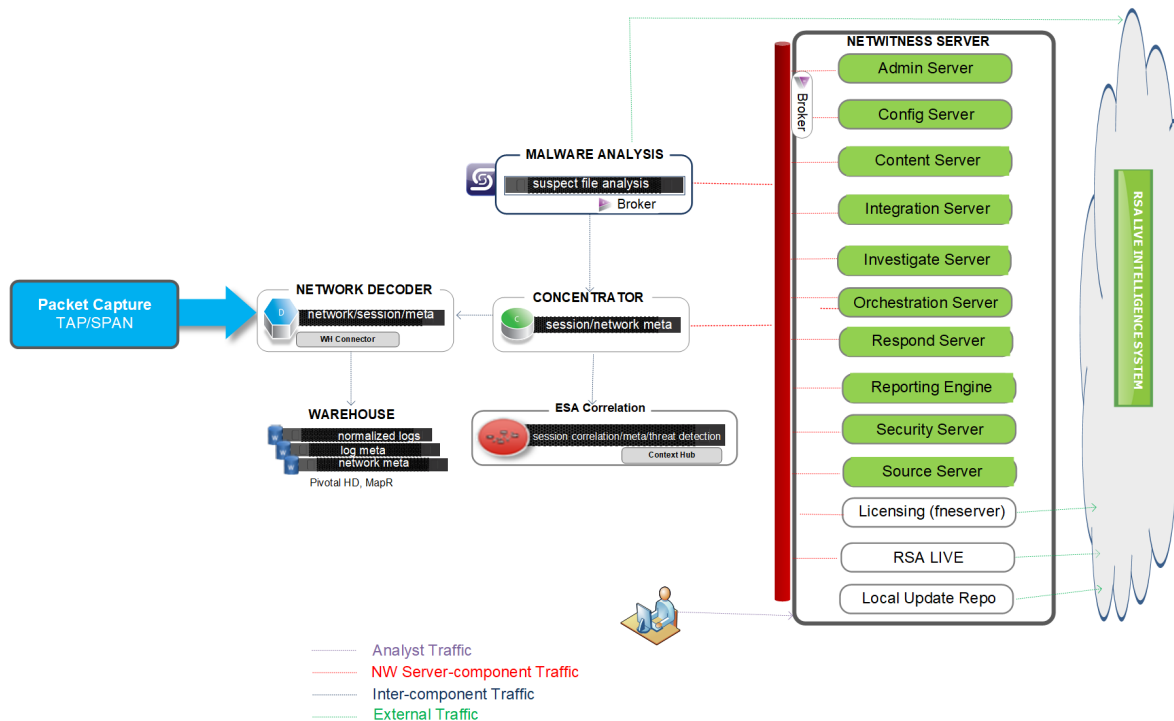 NETWITNESS SERVER
Admin Server
Broker
Config Server
Content Server
Integration Server
Investigate Server
Orchestration Server
Respond Server
Reporting Engine
Security Server
Source Server
Licensing (fneserver)
RSA LIVE
Local Update Repo
RSA LIVE INTELLIGENCE SYSTEM
MALWARE ANALYSIS
suspect file analysis
Broker
Packet Capture
TAP/SPAN
NETWORK DECODER
D
network/session/meta
WH Connector
CONCENTRATOR
C
session/network meta
WAREHOUSE
W
normalized logs
W
log meta
W
network meta
Pivotal HD, MapR
ESA Correlation
session correlation/meta/threat detection
Context Hub
Analyst Traffic
NW Server-component Traffic
Inter-component Traffic
External Traffic